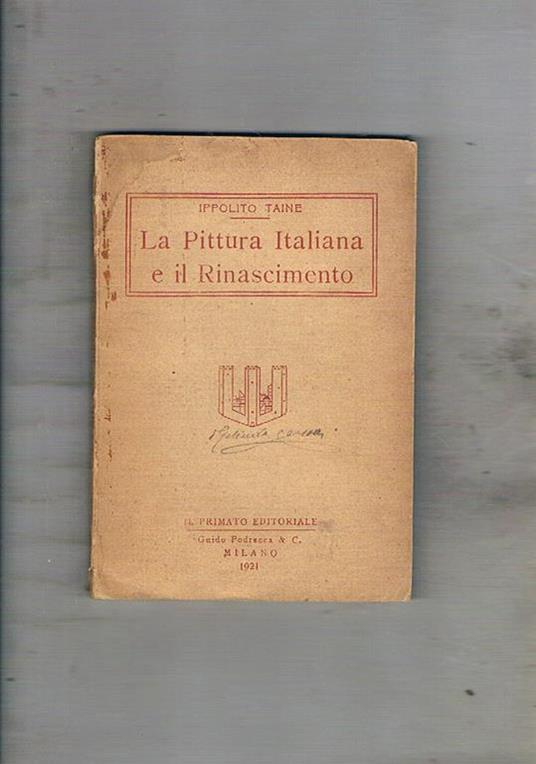 IPPOLITO TAINE
La Pittura Italiana
e il Rinascimento
IL PRIMATO EDITORIALE
Guido Podrecca & C.
MILANO
1921